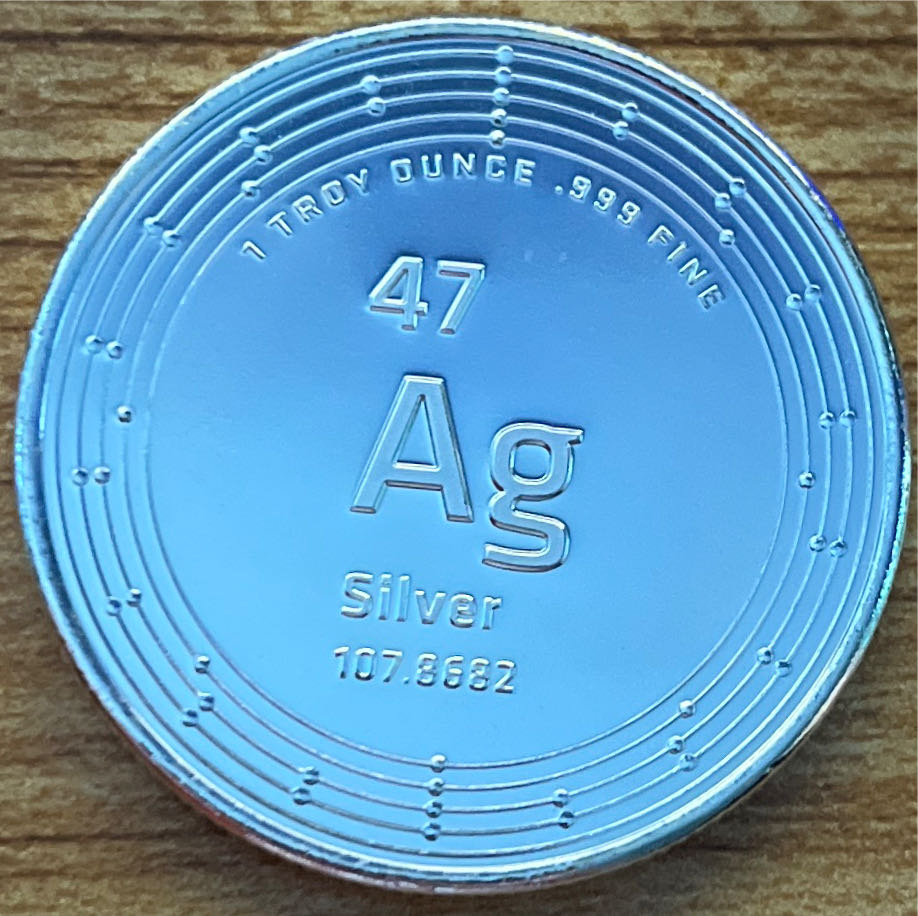 1 TROY OUNCE .999 FINE
47
Ag
Silver
107.8682